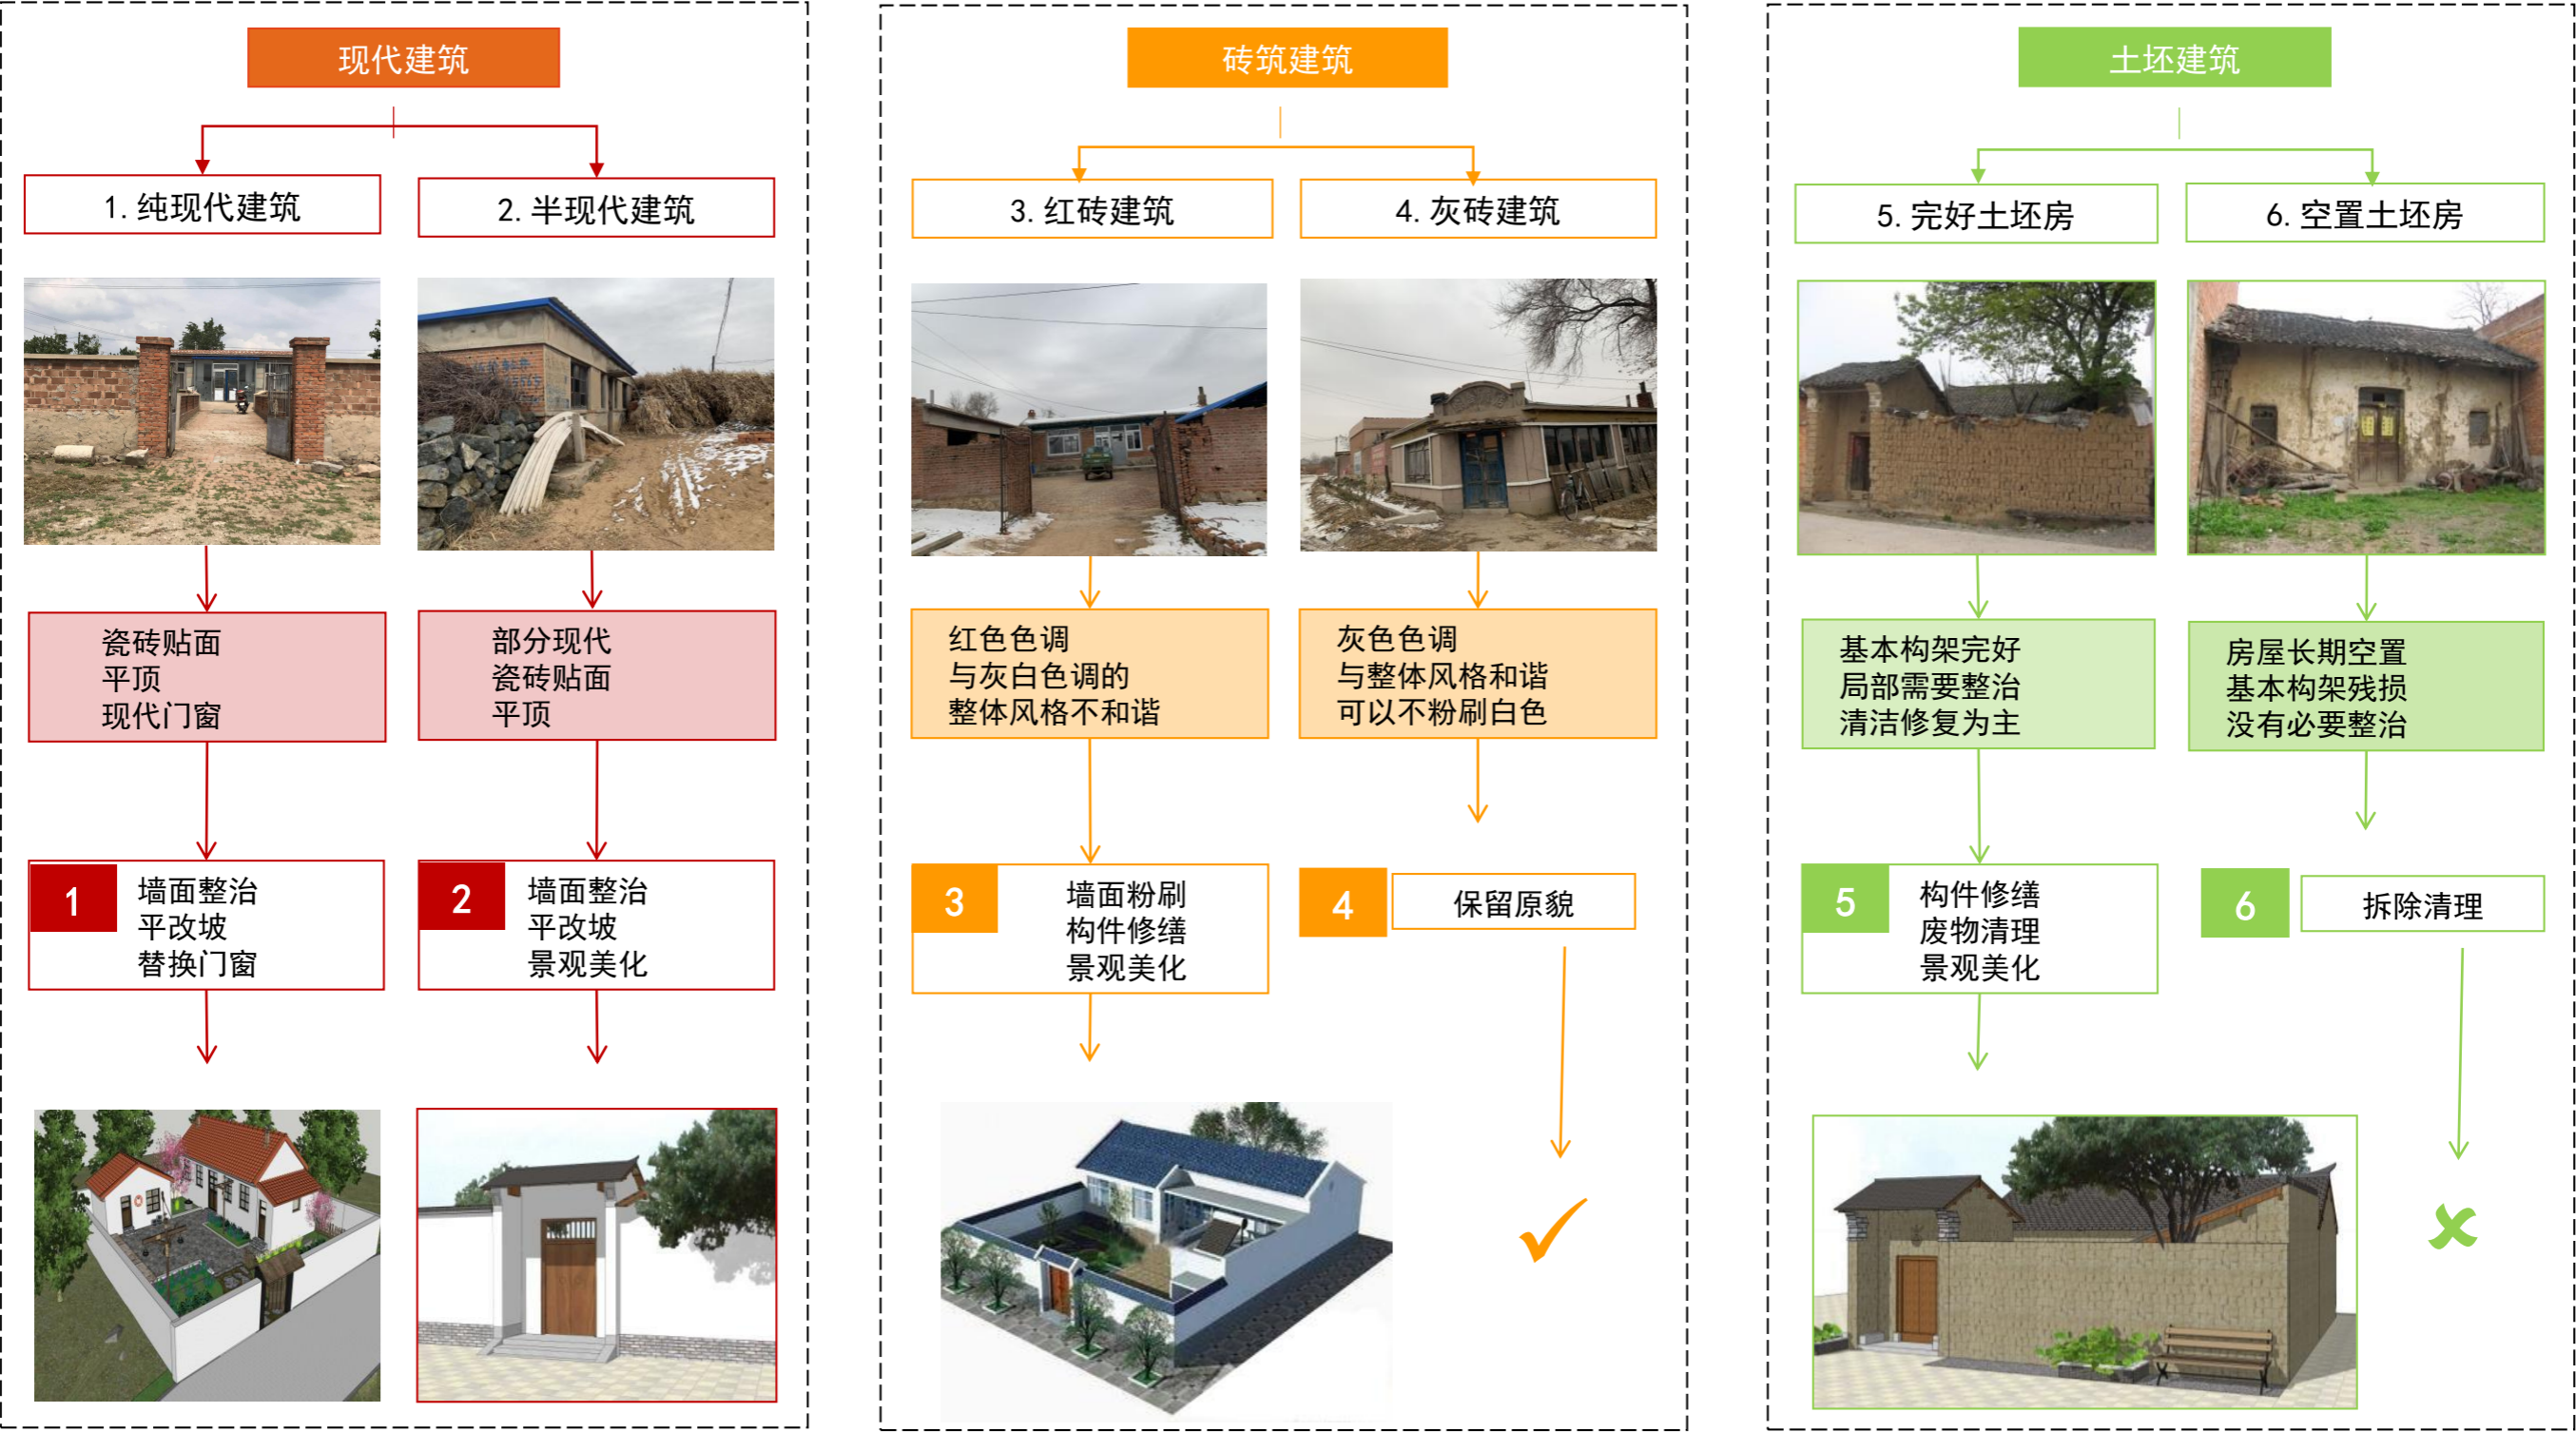 现代建筑
1.纯现代建筑
2.半现代建筑
瓷砖贴面
平顶
现代门窗
部分现代
瓷砖贴面
平顶
1
墙面整治
平改坡
替换门窗
2
墙面整治
平改坡
景观美化
砖筑建筑
3.红砖建筑
4.灰砖建筑
红色色调
与灰白色调的
整体风格不和谐
灰色色调
与整体风格和谐
可以不粉刷白色
3
墙面粉刷
构件修缮
景观美化
4
保留原貌
土坯建筑
5.完好土坯房
6.空置土坯房
基本构架完好
局部需要整治
清洁修复为主
房屋长期空置
基本构架残损
没有必要整治
5
构件修缮
废物清理
景观美化
6
拆除清理